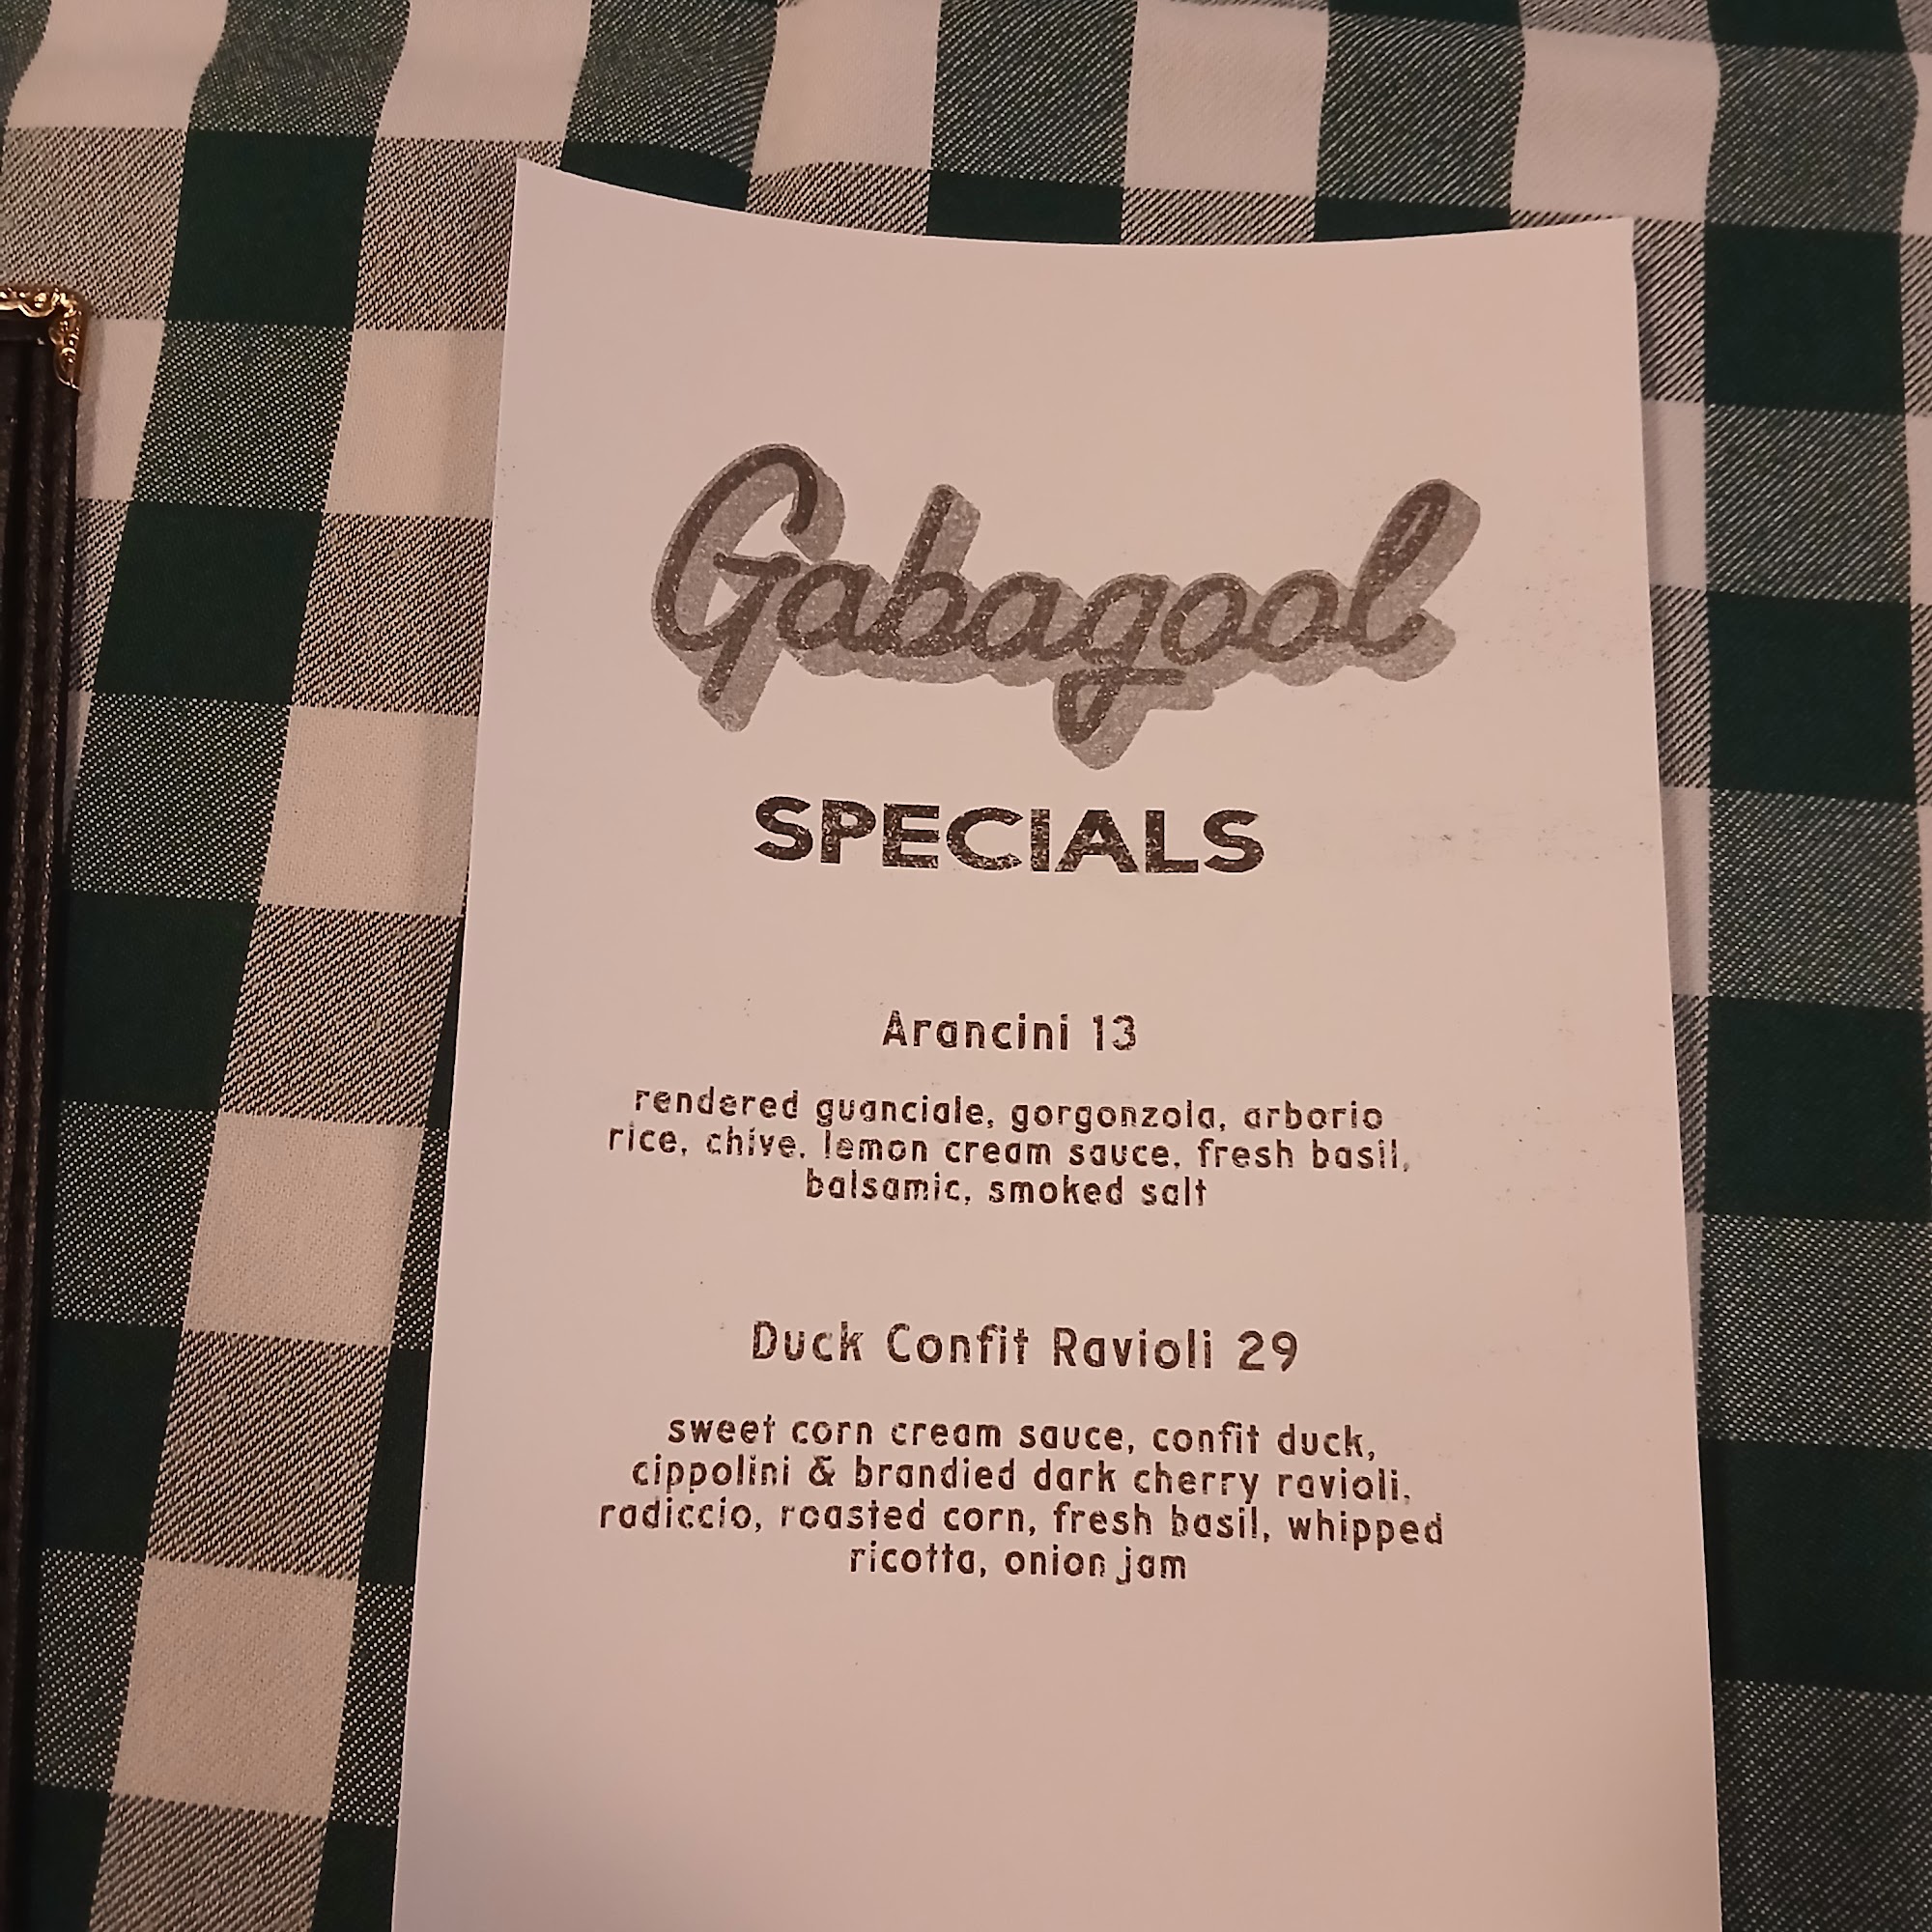 Gabagool
SPECIALS
Arancini 13
rendered guanciale, gorgonzola, arborio
rice, chive, lemon cream sauce, fresh basil,
balsamic, smoked salt
Duck Confit Ravioli 29
sweet corn cream sauce, confit duck,
cippolini & brandied dark cherry ravioli,
radiccio, roasted corn, fresh basil, whipped
ricotta, onion jam